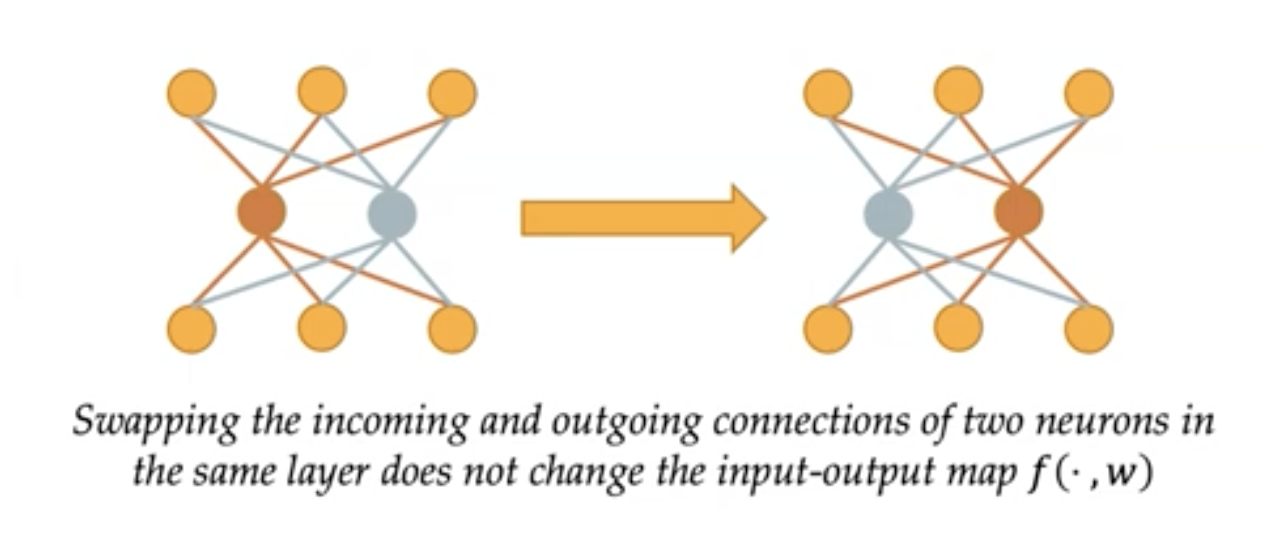 Swapping the incoming and outgoing connections of two neurons in
the same layer does not change the input-output map f(· , w)